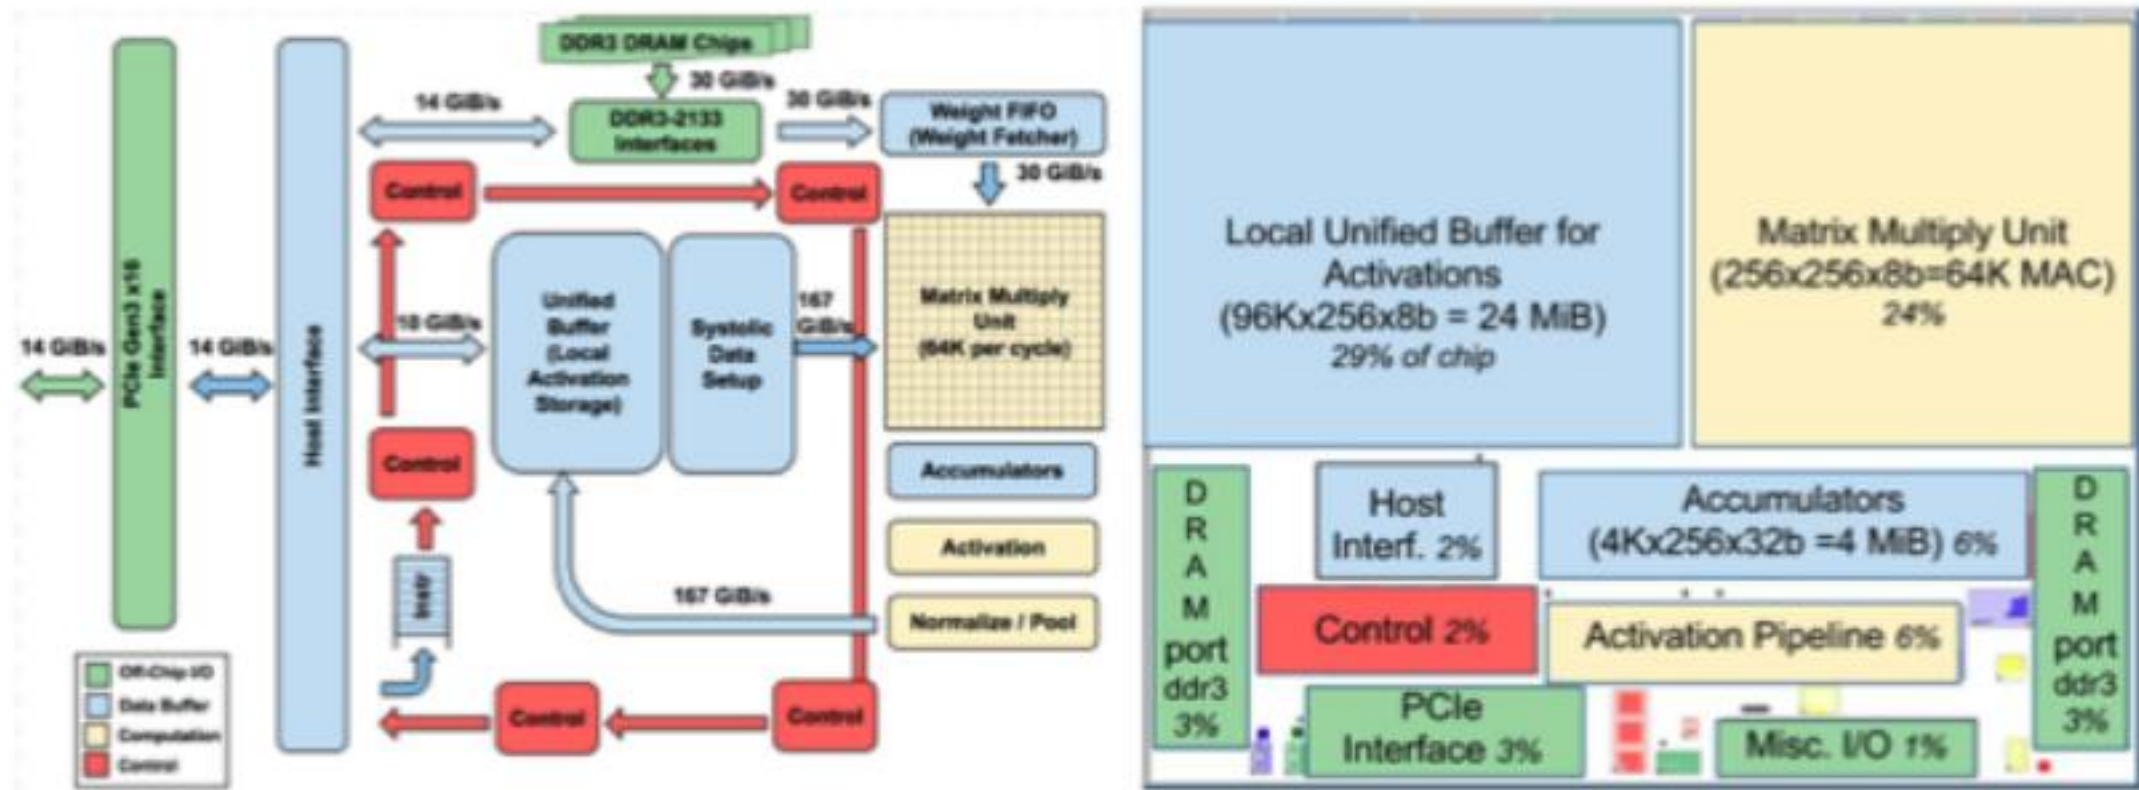 DDR3 DRAM Chips
30 GiB/s
14 GiB/s
30 GiB/s
DDR3-2133
Interfaces
Weight FIFO
(Weight Fetcher)
30 GiB/s
Control
Control
PCIe Gen3 x16
Interface
Host Interface
14 GiB/s
14 GiB/s
10 GiB/s
Unified
Buffer
(Local
Activation
Storage)
Systolic
Data
Setup
167
GiB/s
Matrix Multiply
Unit
(64K per cycle)
Control
Accumulators
Activation
Instr
167 GiB/s
Normalize / Pool
Off-Chip I/O
Data Buffer
Computation
Control
Control
Control
Local Unified Buffer for
Activations
(96Kx256x8b = 24 MiB)
29% of chip
Matrix Multiply Unit
(256x256x8b=64K MAC)
24%
D
R
A
M
port
ddr3
3%
Host
Interf. 2%
Accumulators
(4Kx256x32b =4 MiB) 6%
D
R
A
M
port
ddr3
3%
Control 2%
Activation Pipeline 6%
PCIe
Interface 3%
Misc. I/O 1%